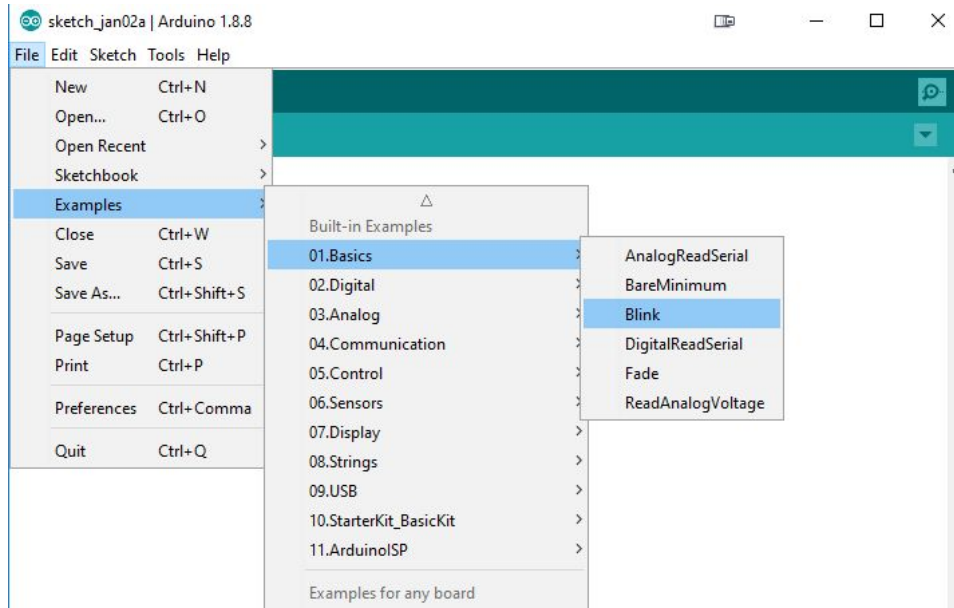 sketch_jan02a | Arduino 1.8.8
File Edit Sketch Tools Help
New Ctrl+N
Open... Ctrl+O
Open Recent
Sketchbook
Examples
Close Ctrl+W
Save Ctrl+S
Save As... Ctrl+Shift+S
Page Setup Ctrl+Shift+P
Print Ctrl+P
Preferences Ctrl+Comma
Quit Ctrl+Q
Built-in Examples
01.Basics
02.Digital
03.Analog
04.Communication
05.Control
06.Sensors
07.Display
08.Strings
09.USB
10.StarterKit_BasicKit
11.ArduinoISP
Examples for any board
AnalogReadSerial
BareMinimum
Blink
DigitalReadSerial
Fade
ReadAnalogVoltage